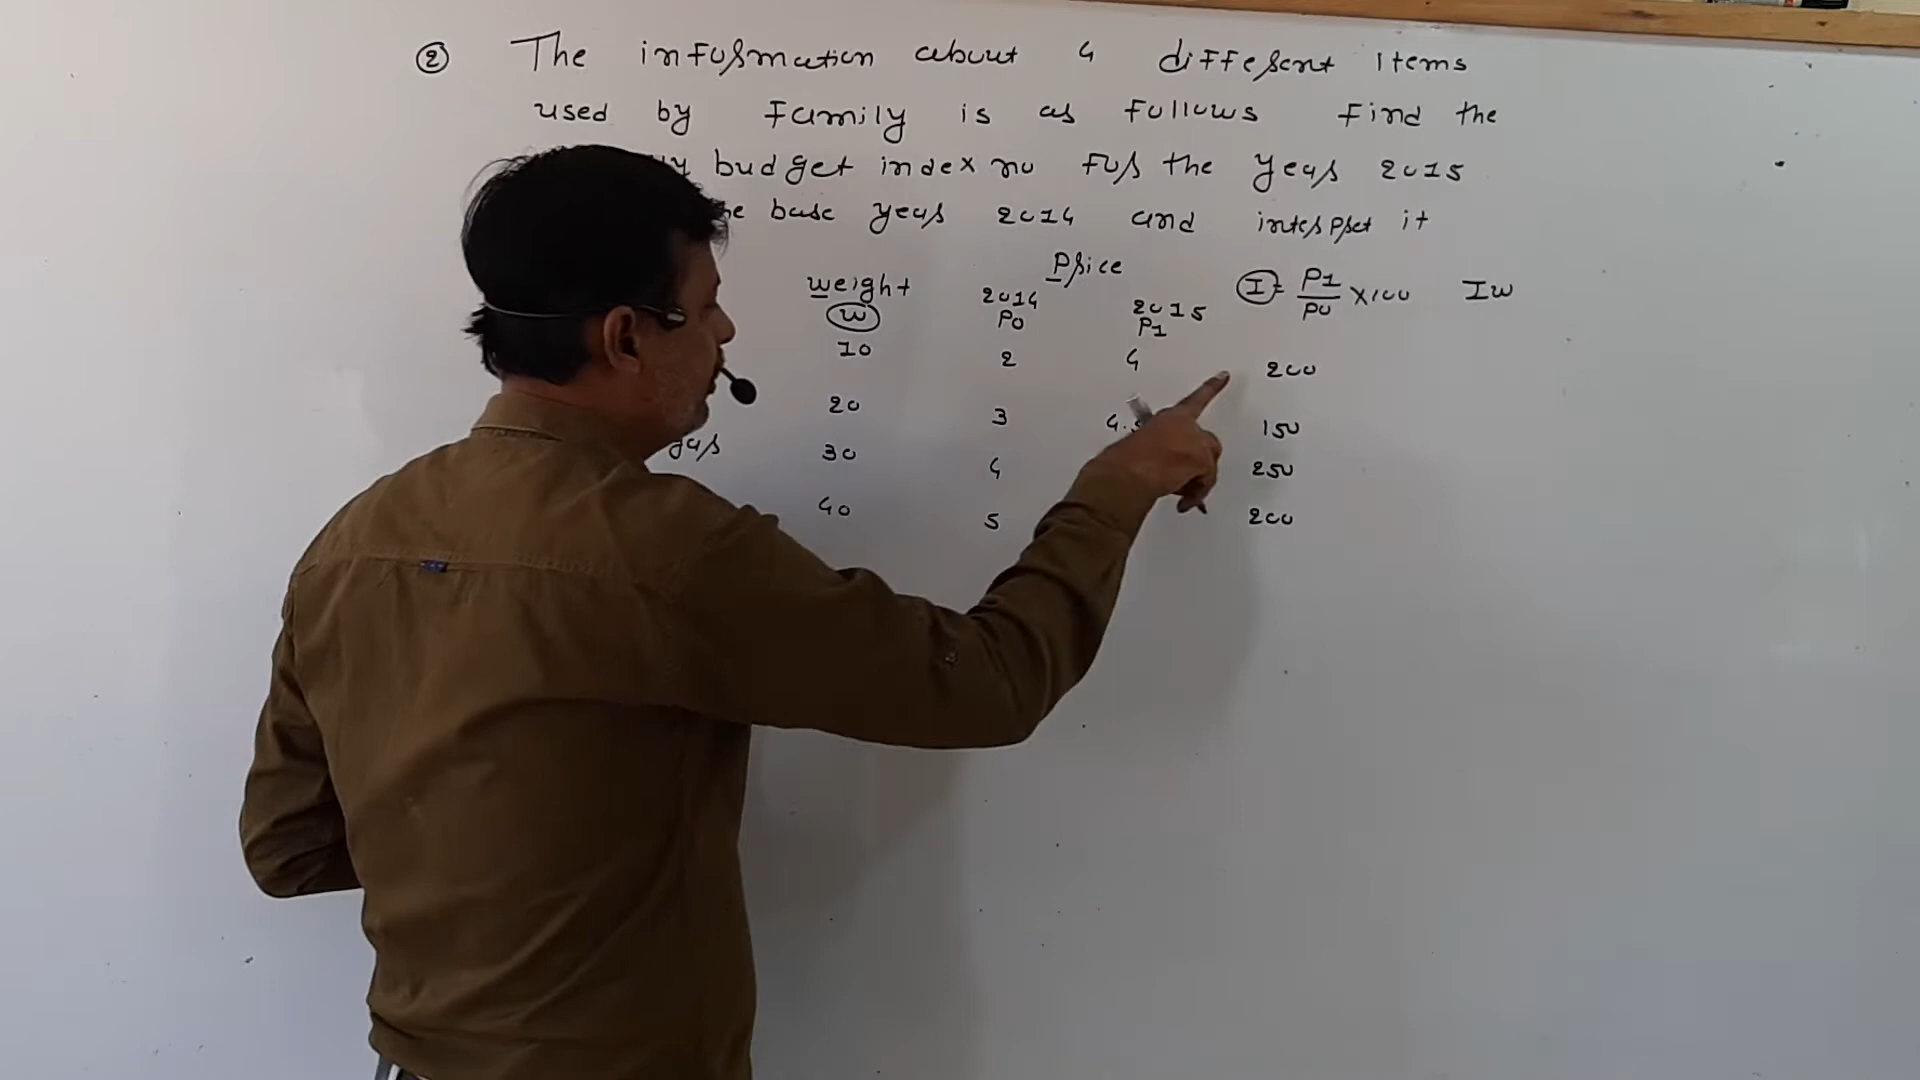 ② The information about 4 different items
used by family is as follows Find the
budget index no for the year 2015
base year 2014 and interpret it
weight Price I = P1/P0 × 100 Iw
w 2014 P0 2015 P1
10 2 4 200
20 3 150
30 4 250
40 5 200